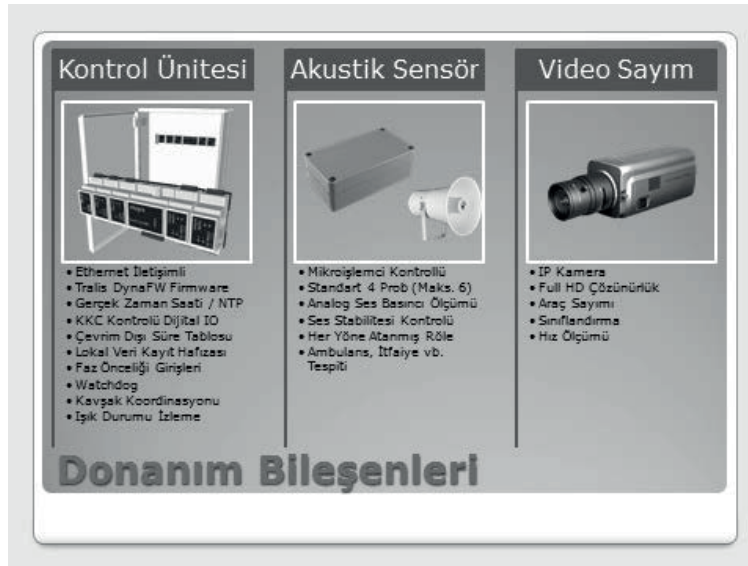 Kontrol Ünitesi
• Ethernet İletişimli
• Tralis DynaFW Firmware
• Gerçek Zaman Saati / NTP
• KKC Kontrolü Dijital IO
• Çevrim Dışı Süre Tablosu
• Lokal Veri Kayıt Hafızası
• Faz Önceliği Girişleri
• Watchdog
• Kavşak Koordinasyonu
• Işık Durumu İzleme
Akustik Sensör
• Mikroişlemci Kontrollü
• Standart 4 Prob (Maks. 6)
• Analog Ses Basıncı Ölçümü
• Ses Stabilitesi Kontrolü
• Her Yöne Atanmış Röle
• Ambulans, İtfaiye vb.
Tespiti
Video Sayım
• IP Kamera
• Full HD Çözünürlük
• Araç Sayımı
• Sınıflandırma
• Hız Ölçümü
Donanım Bileşenleri